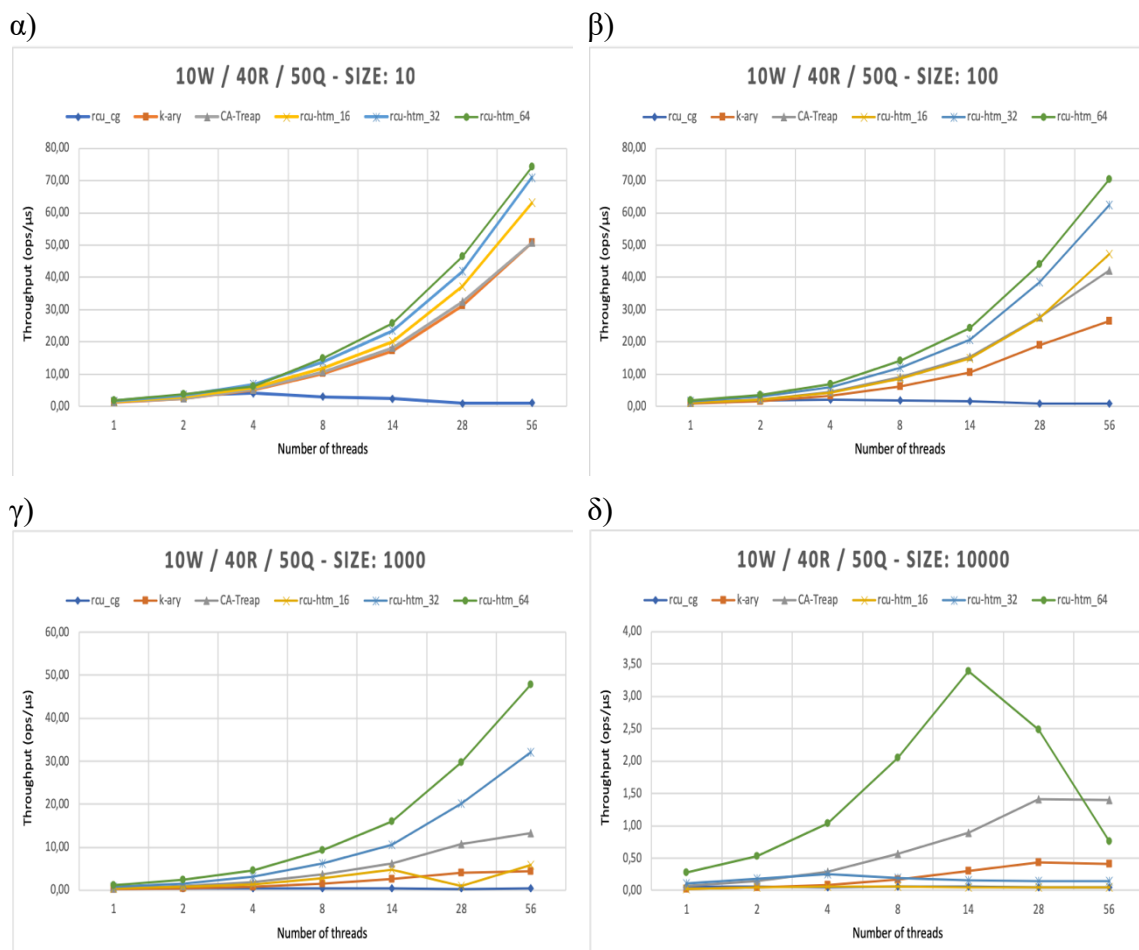 α)
10W / 40R / 50Q - SIZE: 10
rcu_cg k-ary CA-Treap rcu-htm_16 rcu-htm_32 rcu-htm_64
80,00
70,00
60,00
50,00
40,00
30,00
20,00
10,00
0,00
Throughput (ops/μs)
1 2 4 8 14 28 56
Number of threads
β)
10W / 40R / 50Q - SIZE: 100
rcu_cg k-ary CA-Treap rcu-htm_16 rcu-htm_32 rcu-htm_64
80,00
70,00
60,00
50,00
40,00
30,00
20,00
10,00
0,00
Throughput (ops/μs)
1 2 4 8 14 28 56
Number of threads
γ)
10W / 40R / 50Q - SIZE: 1000
rcu_cg k-ary CA-Treap rcu-htm_16 rcu-htm_32 rcu-htm_64
60,00
50,00
40,00
30,00
20,00
10,00
0,00
Throughput (ops/μs)
1 2 4 8 14 28 56
Number of threads
δ)
10W / 40R / 50Q - SIZE: 10000
rcu_cg k-ary CA-Treap rcu-htm_16 rcu-htm_32 rcu-htm_64
4,00
3,50
3,00
2,50
2,00
1,50
1,00
0,50
0,00
Throughput (ops/μs)
1 2 4 8 14 28 56
Number of threads